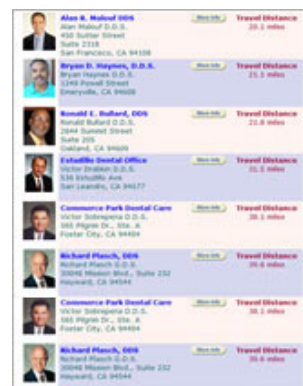 Alan R. Malouf DDS
More Info
Travel Distance
20.1 miles
Alan Malouf D.D.S.
450 Sutter Street
Suite 2318
San Francisco, CA 94108
Bryan D. Haynes, D.D.S.
More Info
Travel Distance
21.1 miles
Bryan Haynes D.D.S.
1240 Powell Street
Emeryville, CA 94608
Ronald E. Bullard, DDS
More Info
Travel Distance
22.8 miles
Ronald Bullard D.D.S.
2844 Summit Street
Suite 205
Oakland, CA 94609
Estudillo Dental Office
More Info
Travel Distance
31.5 miles
Victor D.D.S.
536 Estudillo Ave
San Leandro, CA 94577
Commerce Park Dental Care
More Info
Travel Distance
38.1 miles
Victor Sobrepena D.D.S.
565 Pilgrim Dr., Ste. A
Foster City, CA 94404
Richard Plasch, DDS
More Info
Travel Distance
39.6 miles
Richard Plasch D.D.S.
30046 Mission Blvd., Suite 232
Hayward, CA 94544
Commerce Park Dental Care
More Info
Travel Distance
38.1 miles
Victor Sobrepena D.D.S.
565 Pilgrim Dr., Ste. A
Foster City, CA 94404
Richard Plasch, DDS
More Info
Travel Distance
39.6 miles
Richard Plasch D.D.S.
30046 Mission Blvd., Suite 232
Hayward, CA 94544